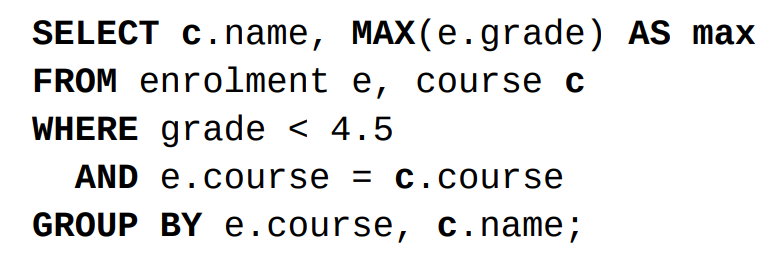 SELECT c.name, MAX(e.grade) AS max
FROM enrolment e, course c
WHERE grade < 4.5
  AND e.course = c.course
GROUP BY e.course, c.name;